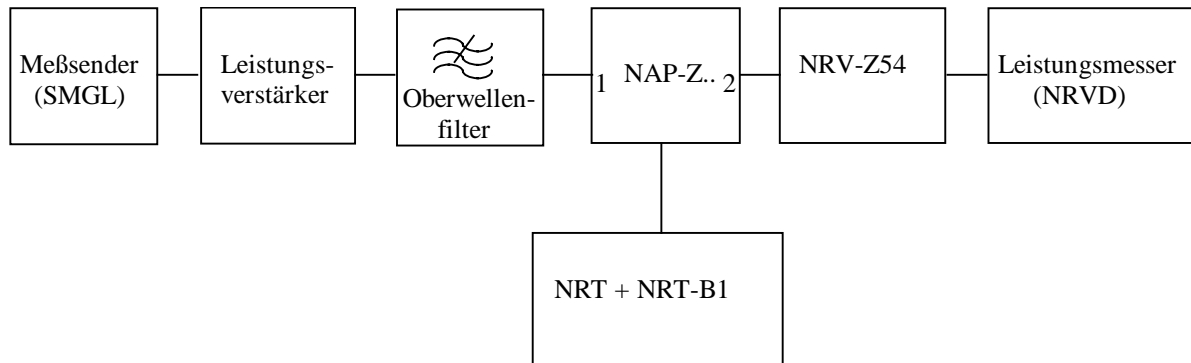 Meßsender
(SMGL)
Leistungs-
verstärker
Oberwellen-
filter
1 NAP-Z.. 2
NRV-Z54
Leistungsmesser
(NRVD)
NRT + NRT-B1